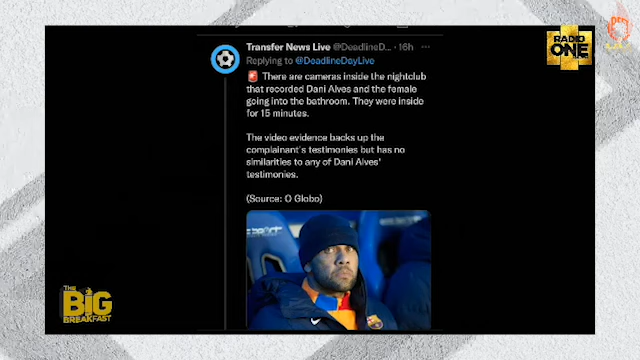 Transfer News Live @DeadlineD... · 16h ...
Replying to @DeadlineDayLive
🚨 There are cameras inside the nightclub
that recorded Dani Alves and the female
going into the bathroom. They were inside
for 15 minutes.
The video evidence backs up the
complainant's testimonies but has no
similarities to any of Dani Alves'
testimonies.
(Source: O Globo)
RADIO
ONE
THE
BIG
BREAKFAST